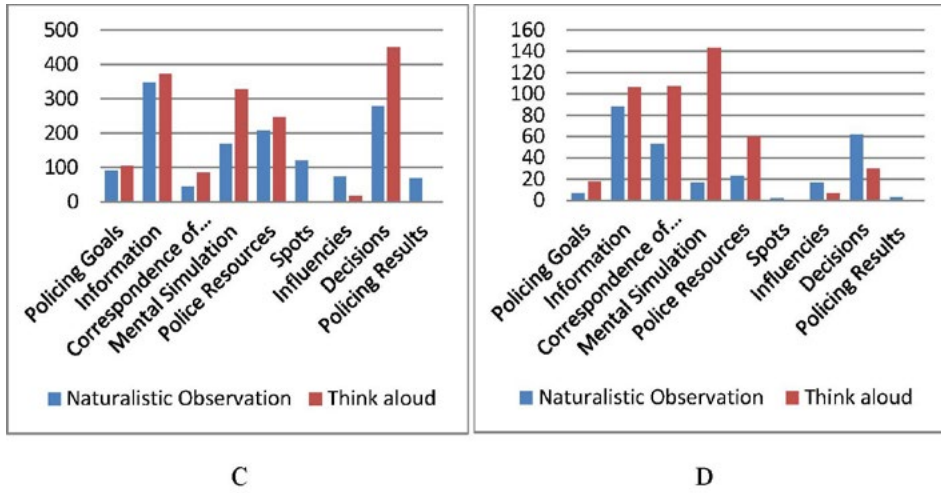 500
400
300
200
100
0
Policing Goals
Information
Correspondence of...
Mental Simulation
Police Resources
Spots
Influencies
Decisions
Policing Results
Naturalistic Observation
Think aloud
C
160
140
120
100
80
60
40
20
0
Policing Goals
Information
Correspondence of...
Mental Simulation
Police Resources
Spots
Influencies
Decisions
Policing Results
Naturalistic Observation
Think aloud
D